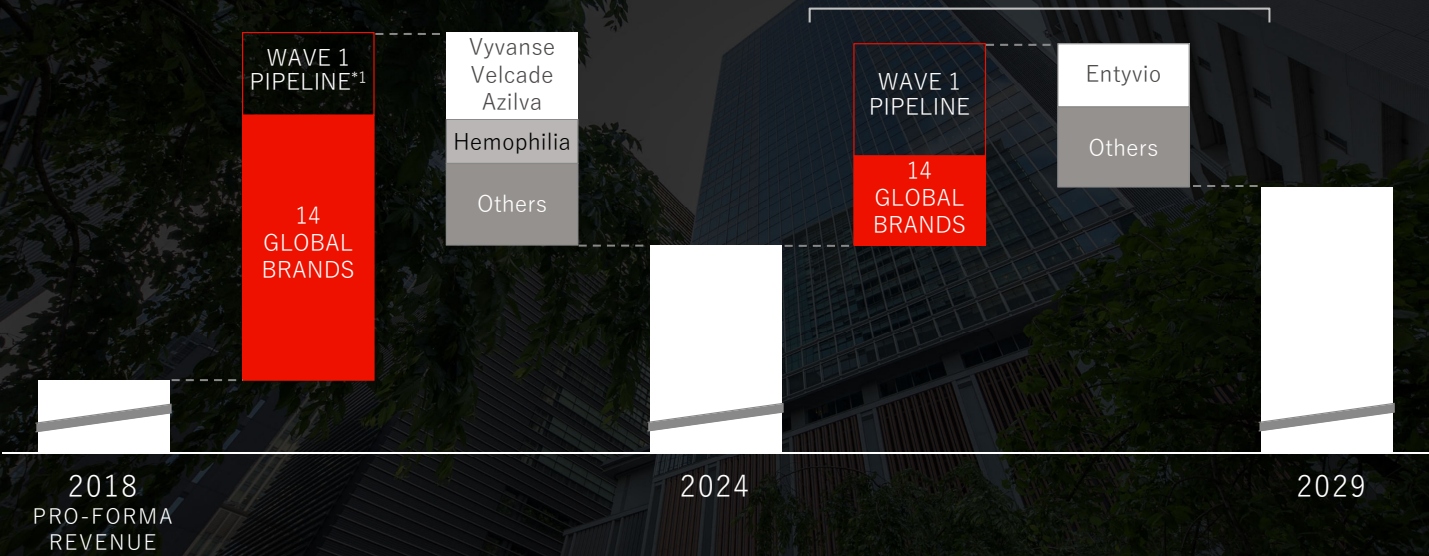 WAVE 1
PIPELINE*1
14
GLOBAL
BRANDS
Vyvanse
Velcade
Azilva
Hemophilia
Others
WAVE 1
PIPELINE
14
GLOBAL
BRANDS
Entyvio
Others
2018
PRO-FORMA
REVENUE
2024
2029